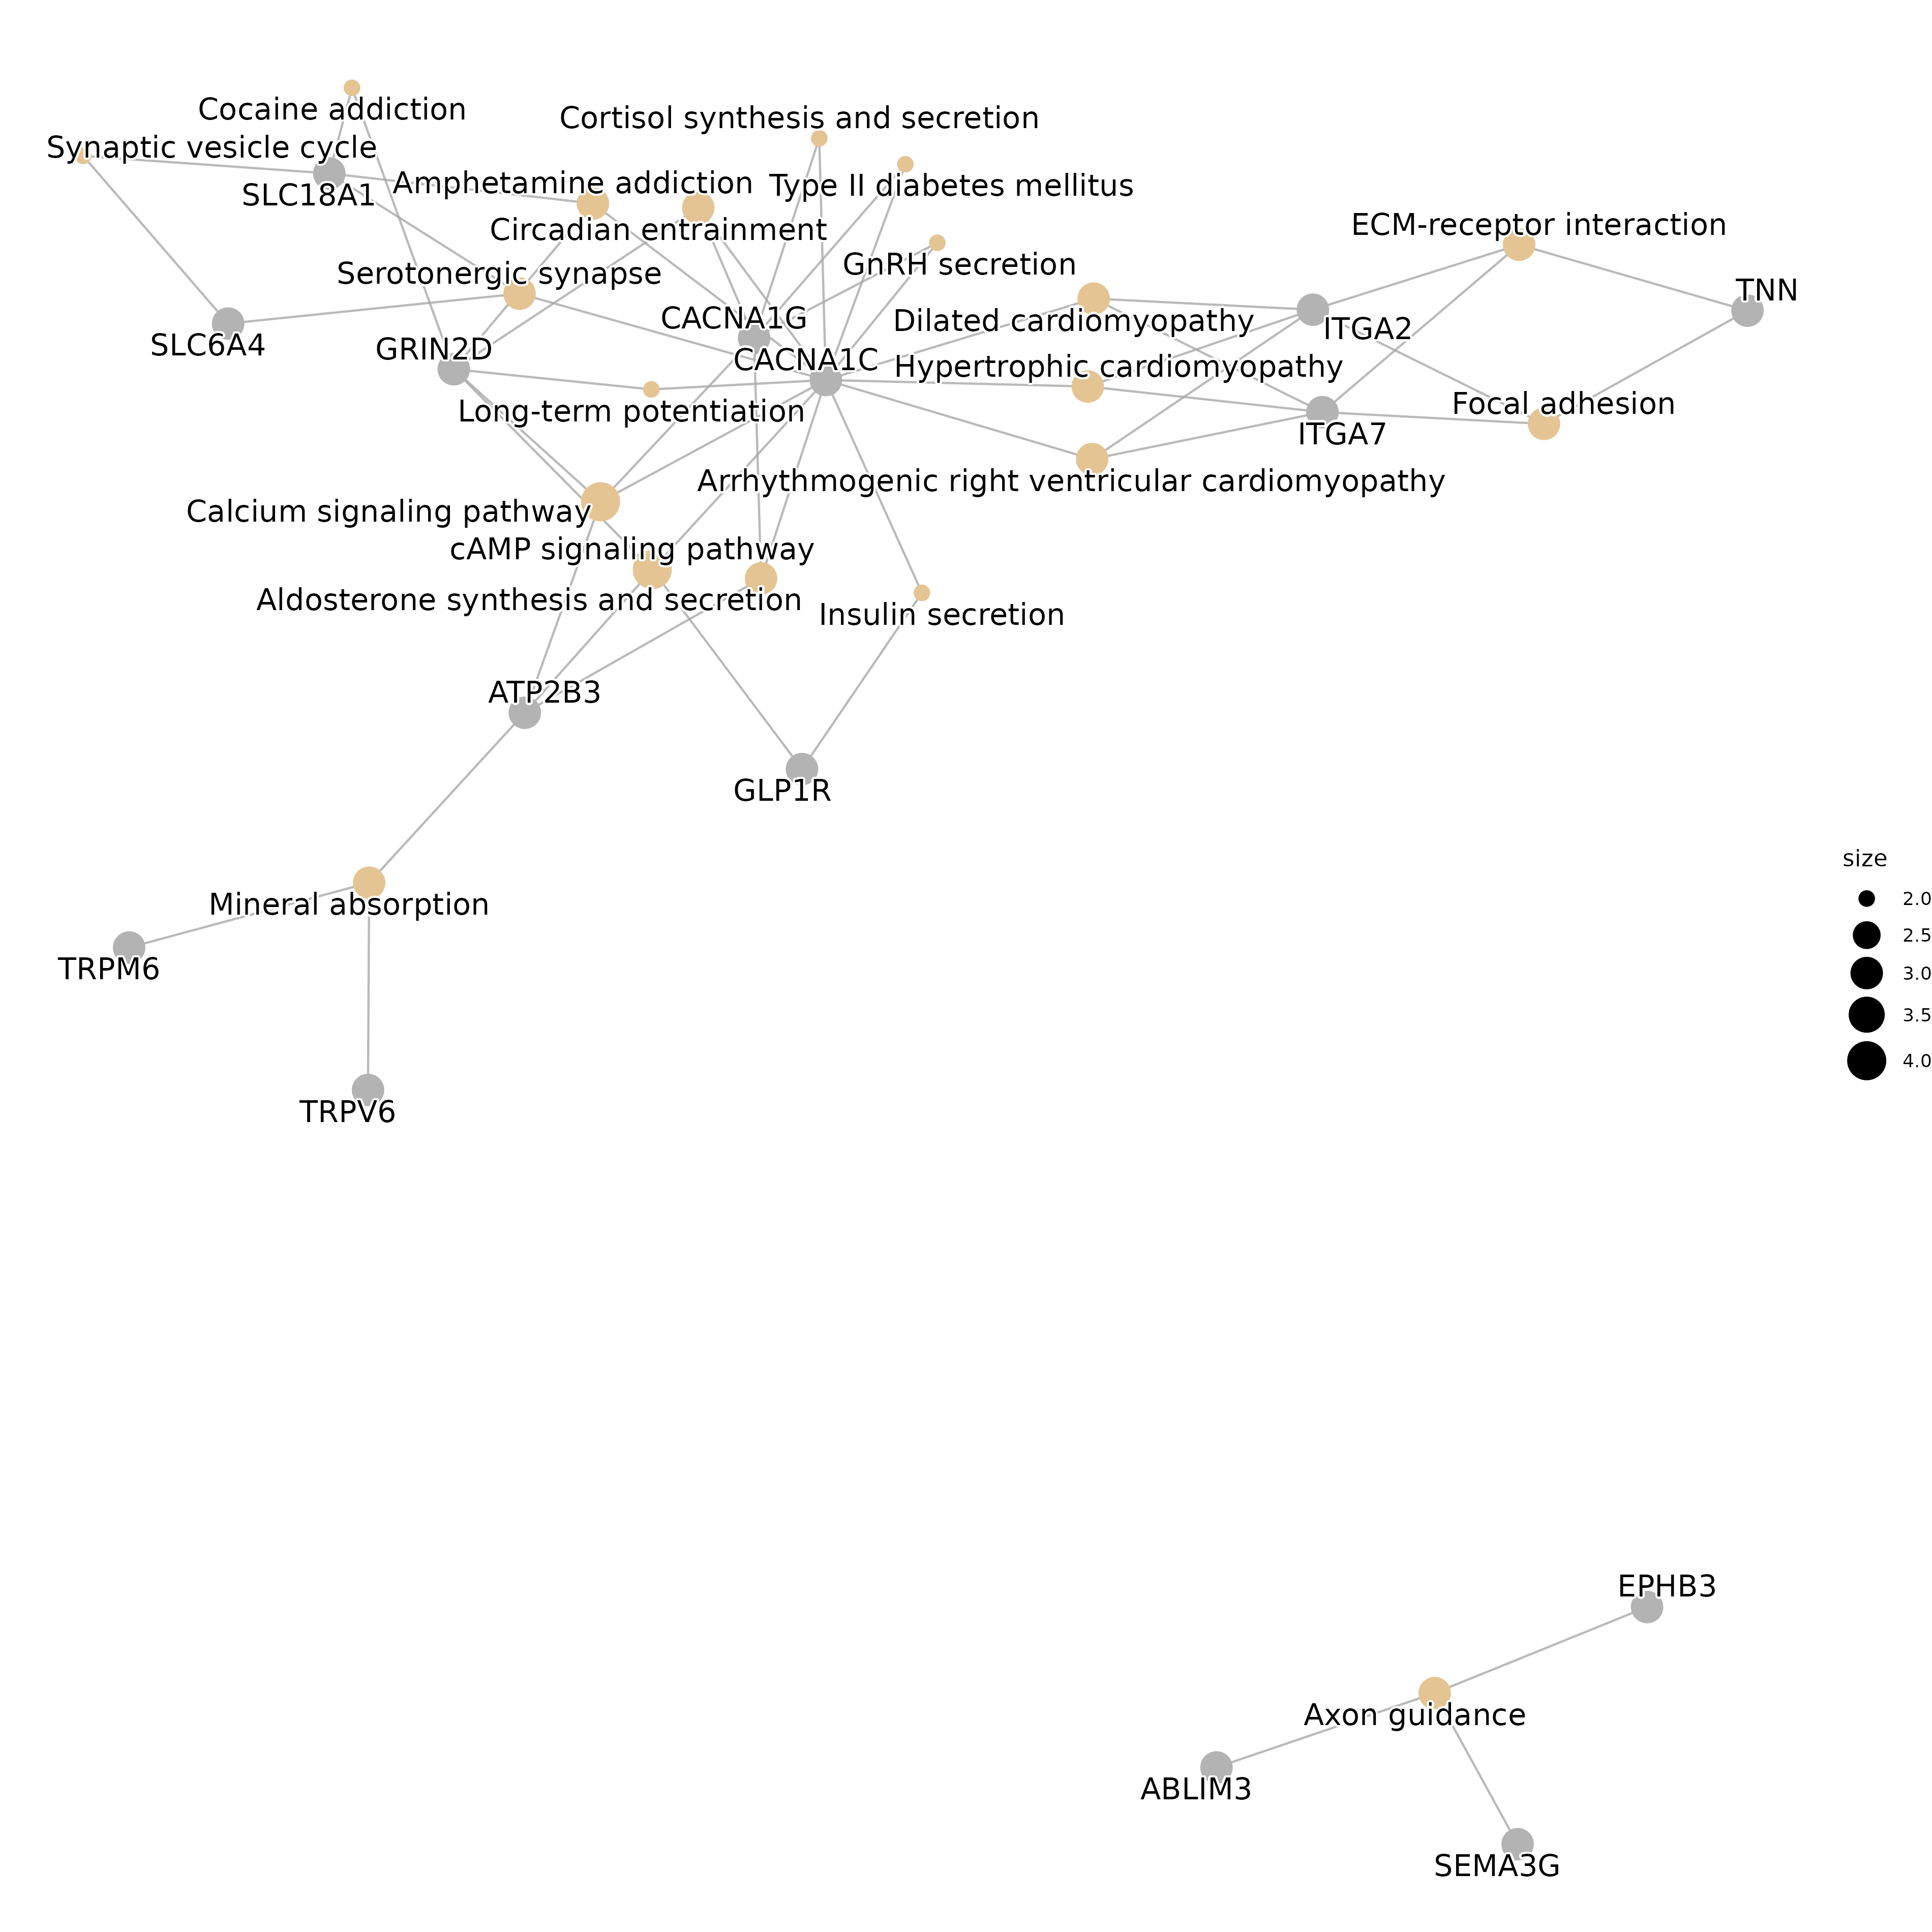 Cocaine addiction
Cortisol synthesis and secretion
Synaptic vesicle cycle
SLC18A1
Amphetamine addiction
Type II diabetes mellitus
Circadian entrainment
ECM-receptor interaction
Serotonergic synapse
GnRH secretion
TNN
CACNA1G
Dilated cardiomyopathy
ITGA2
SLC6A4
GRIN2D
CACNA1C
Hypertrophic cardiomyopathy
Long-term potentiation
Focal adhesion
ITGA7
Arrhythmogenic right ventricular cardiomyopathy
Calcium signaling pathway
cAMP signaling pathway
Aldosterone synthesis and secretion
Insulin secretion
ATP2B3
GLP1R
size
2.0
2.5
3.0
3.5
4.0
Mineral absorption
TRPM6
TRPV6
EPHB3
Axon guidance
ABLIM3
SEMA3G